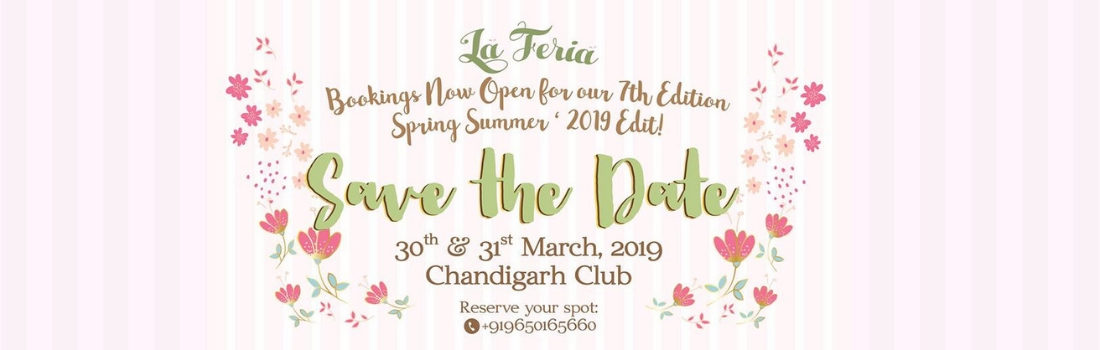 La Feria
Bookings Now Open for our 7th Edition
Spring Summer ' 2019 Edit!
Save the Date
30th & 31st March, 2019
Chandigarh Club
Reserve your spot:
+919650165660